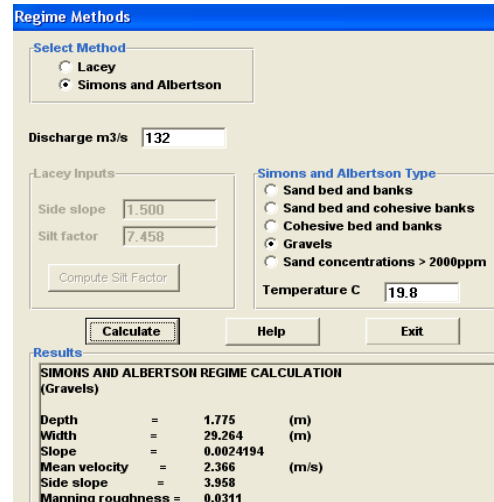 Regime Methods
Select Method
Lacey
Simons and Albertson
Discharge m3/s 132
Lacey Inputs
Side slope 1.500
Silt factor 7.458
Compute Silt Factor
Simons and Albertson Type
Sand bed and banks
Sand bed and cohesive banks
Cohesive bed and banks
Gravels
Sand concentrations > 2000ppm
Temperature C 19.8
Calculate Help Exit
Results
SIMONS AND ALBERTSON REGIME CALCULATION
(Gravels)
Depth = 1.775 (m)
Width = 29.264 (m)
Slope = 0.0024194
Mean velocity = 2.366 (m/s)
Side slope = 3.958
Manning roughness = 0.0311